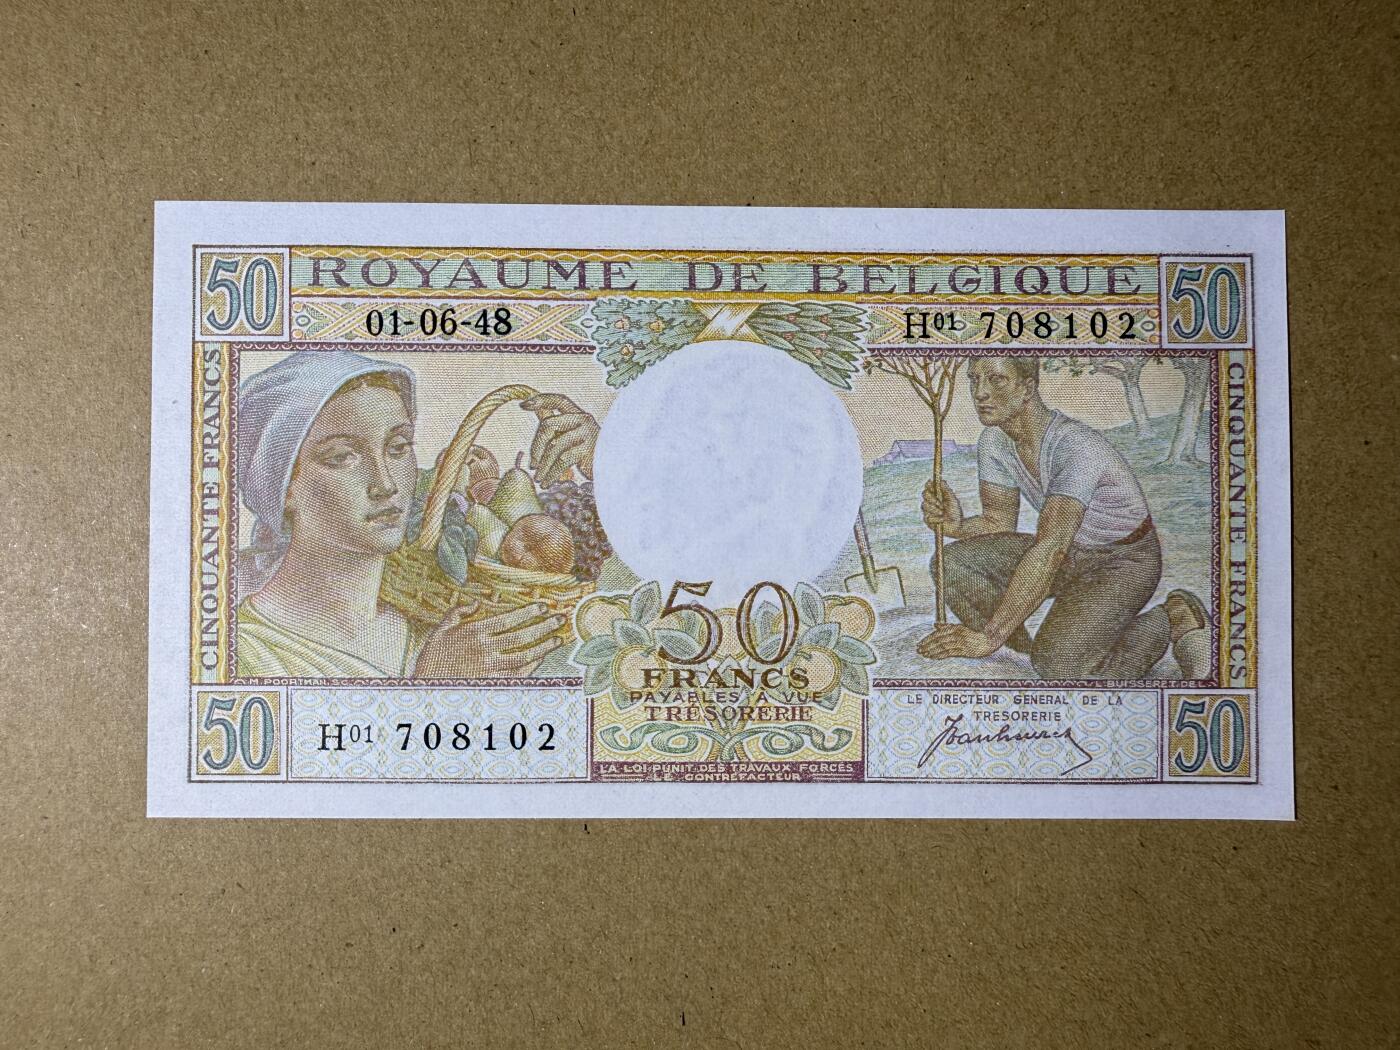 50 ROYAUME DE BELGIQUE 50
01-06-48 H01 708102
CINQUANTE FRANCS
CINQUANTE FRANCS
A.M. POORTMAN. SC.
L. BUISSERET. DEL.
50
FRANCS
PAYABLES A VUE
TRÉSORERIE
50 H01 708102
LE DIRECTEUR GENERAL DE LA
TRESORERIE
50
LA LOI PUNIT DES TRAVAUX FORCÉS
LE CONTREFACTEUR